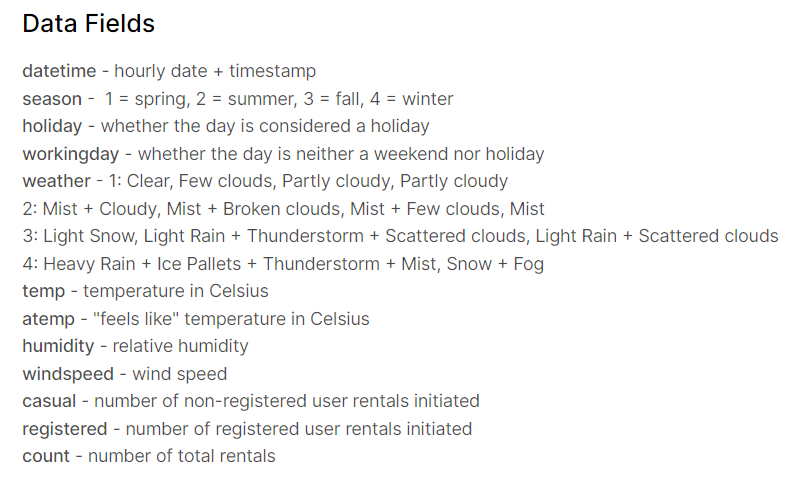 Data Fields
datetime - hourly date + timestamp
season -  1 = spring, 2 = summer, 3 = fall, 4 = winter
holiday - whether the day is considered a holiday
workingday - whether the day is neither a weekend nor holiday
weather - 1: Clear, Few clouds, Partly cloudy, Partly cloudy
2: Mist + Cloudy, Mist + Broken clouds, Mist + Few clouds, Mist
3: Light Snow, Light Rain + Thunderstorm + Scattered clouds, Light Rain + Scattered clouds
4: Heavy Rain + Ice Pallets + Thunderstorm + Mist, Snow + Fog
temp - temperature in Celsius
atemp - "feels like" temperature in Celsius
humidity - relative humidity
windspeed - wind speed
casual - number of non-registered user rentals initiated
registered - number of registered user rentals initiated
count - number of total rentals